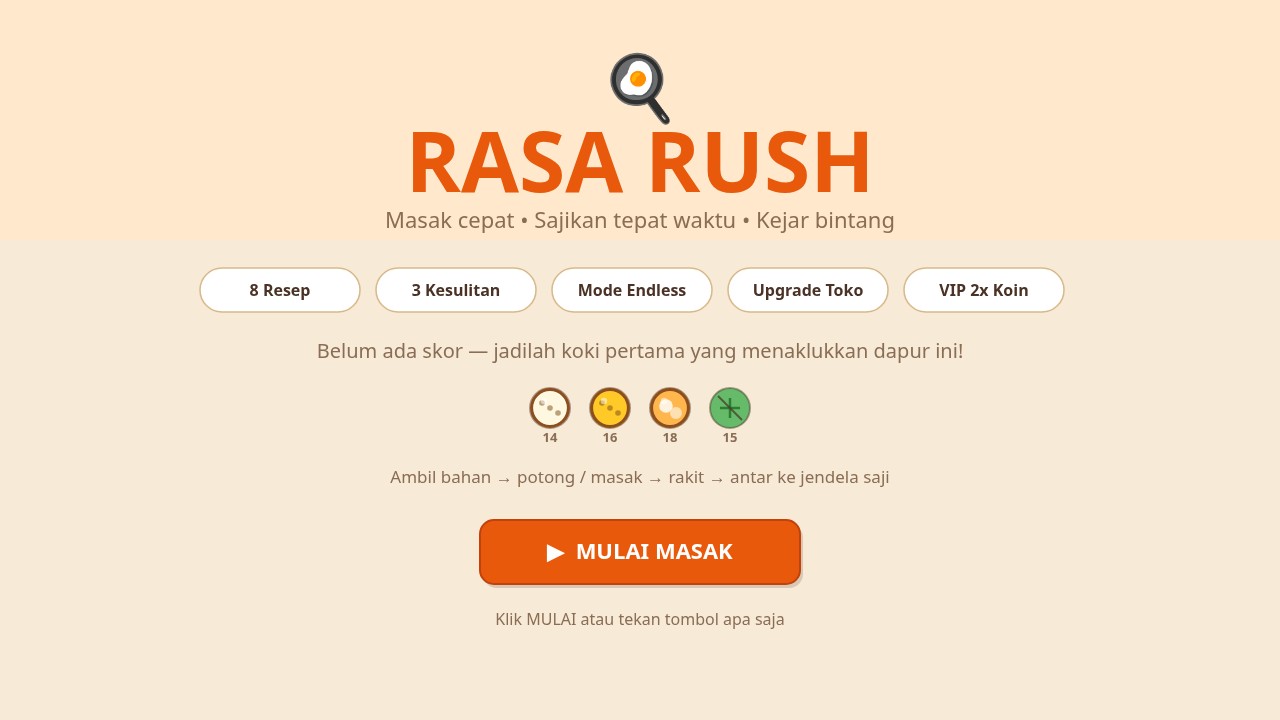 RASA RUSH
Masak cepat • Sajikan tepat waktu • Kejar bintang
8 Resep 3 Kesulitan Mode Endless Upgrade Toko VIP 2x Koin
Belum ada skor — jadilah koki pertama yang menaklukkan dapur ini!
14 16 18 15
Ambil bahan → potong / masak → rakit → antar ke jendela saji
▶ MULAI MASAK
Klik MULAI atau tekan tombol apa saja